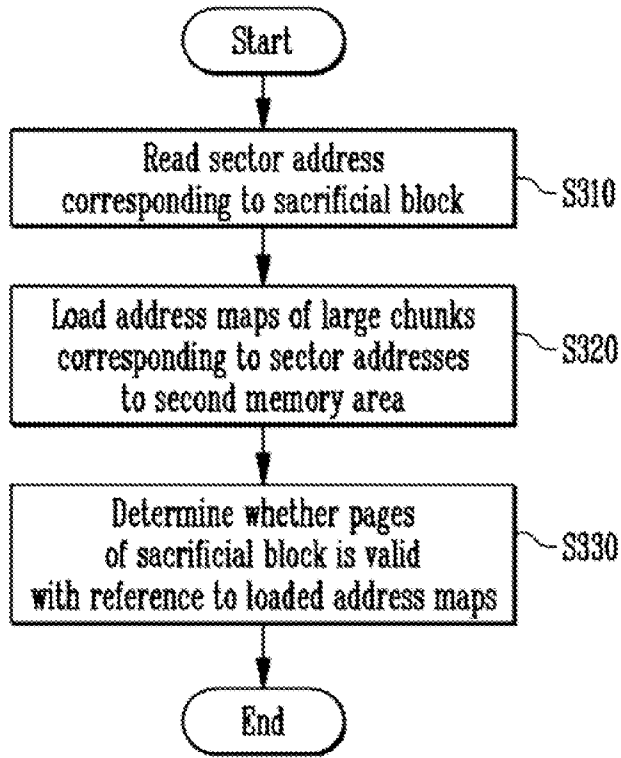 Start
Read sector address
corresponding to sacrificial block
S310
Load address maps of large chunks
corresponding to sector addresses
to second memory area
S320
Determine whether pages
of sacrificial block is valid
with reference to loaded address maps
S330
End